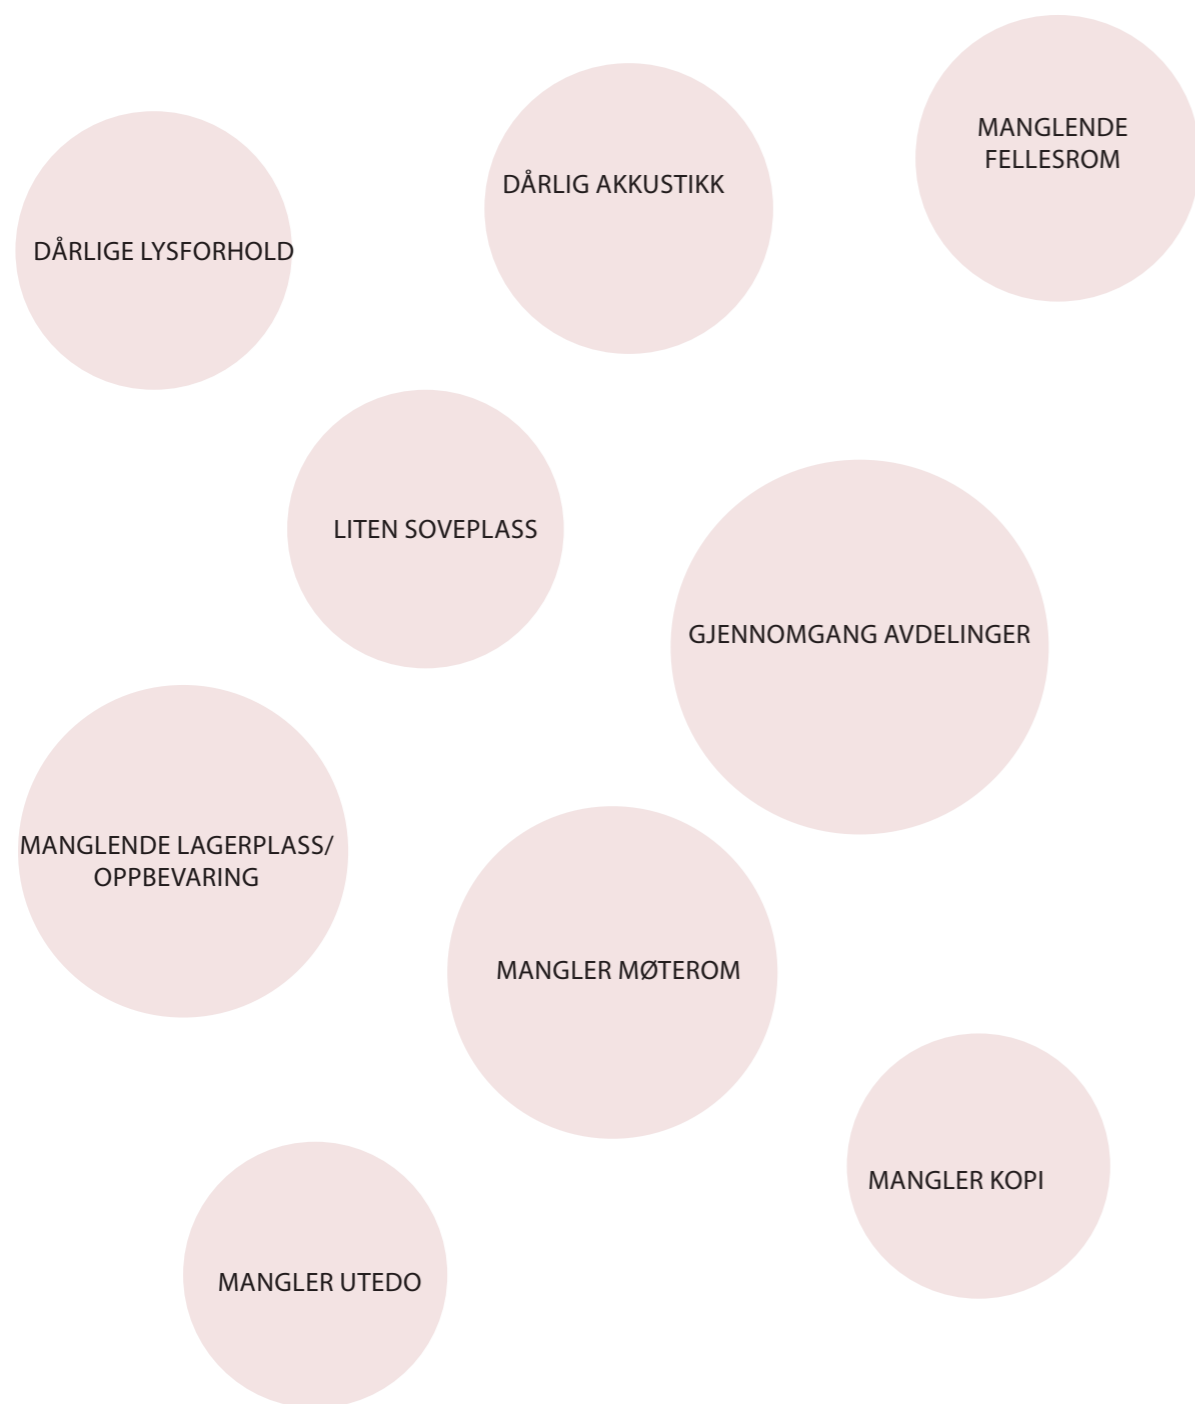 MANGLENDE
FELLESROM
DÅRLIG AKKUSTIKK
DÅRLIGE LYSFORHOLD
LITEN SOVEPLASS
GJENNOMGANG AVDELINGER
MANGLENDE LAGERPLASS/
OPPBEVARING
MANGLER MØTEROM
MANGLER KOPI
MANGLER UTEDO